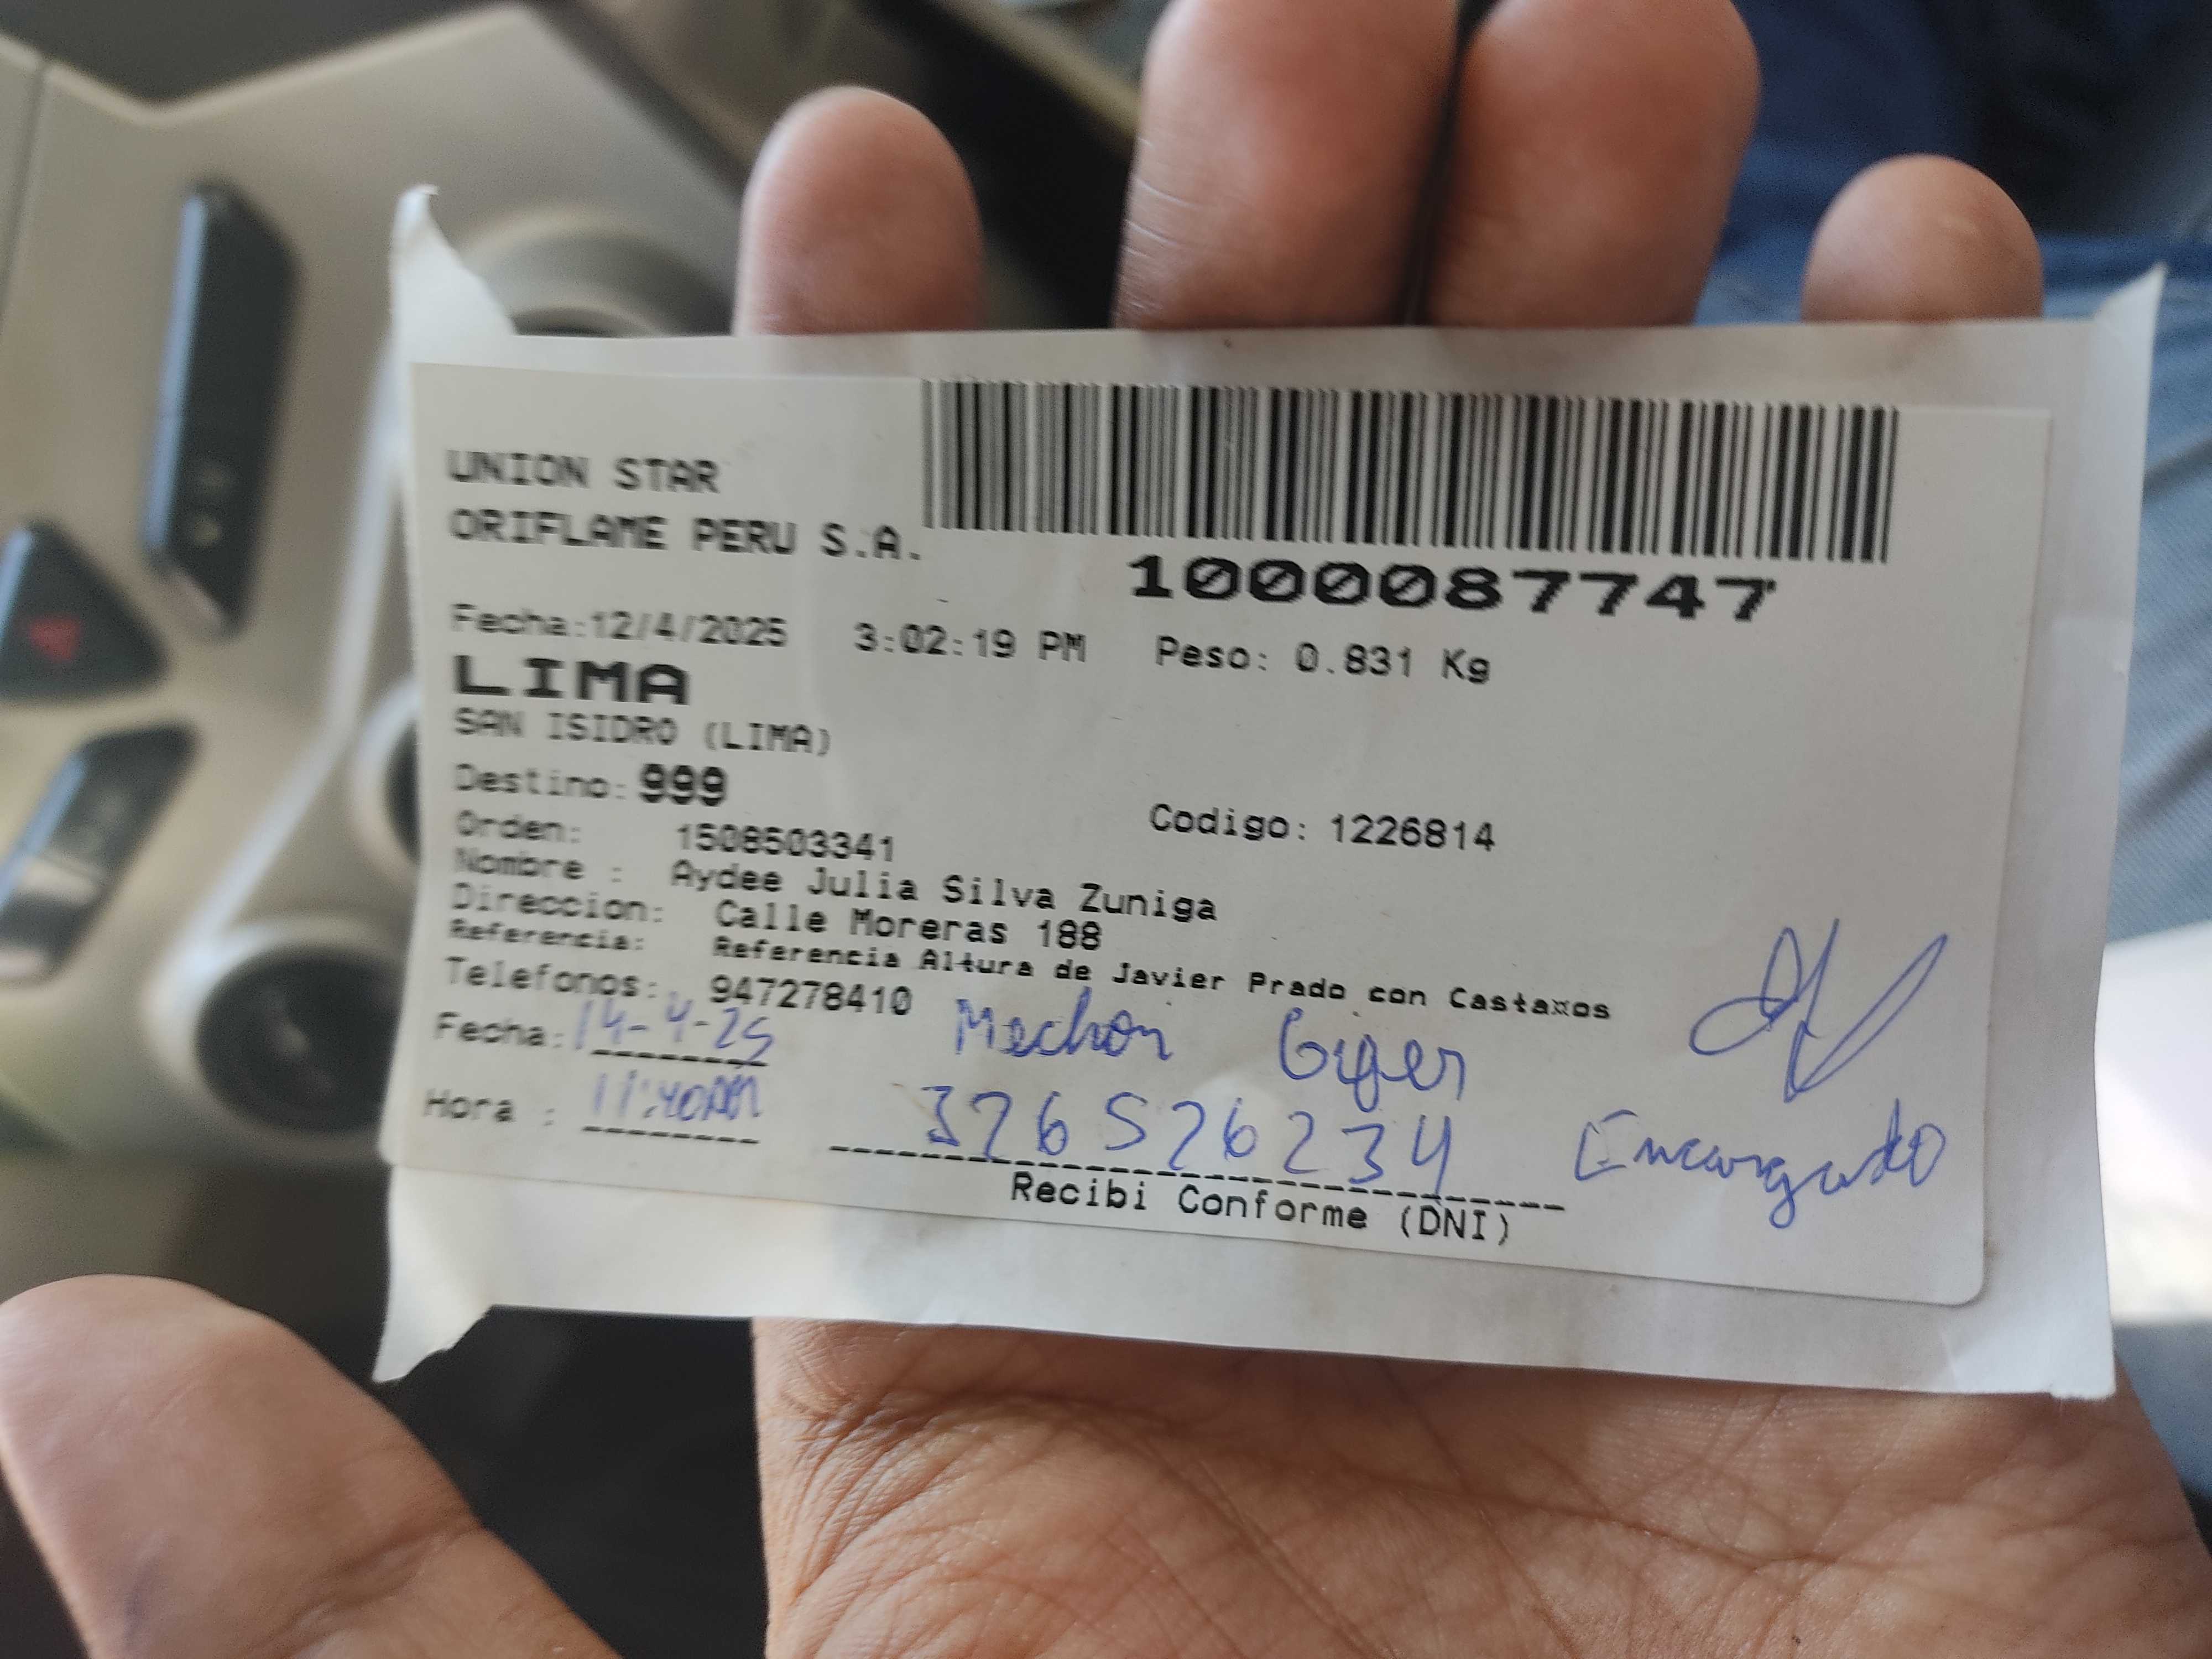 UNION STAR
ORIFLAME PERU S.A.
1000087747
Fecha:12/4/2025 3:02:19 PM Peso: 0.831 Kg
LIMA
SAN ISIDRO (LIMA)
Destino: 999
Orden: 1508503341 Codigo: 1226814
Nombre : Aydee Julia Silva Zuniga
Direccion: Calle Moreras 188
Referencia: Referencia Altura de Javier Prado con Casta¤os
Telefonos: 947278410
Fecha: 14-4-25 Mechon
Hora : 11:40AM 326526234 Encargado
Recibi Conforme (DNI)